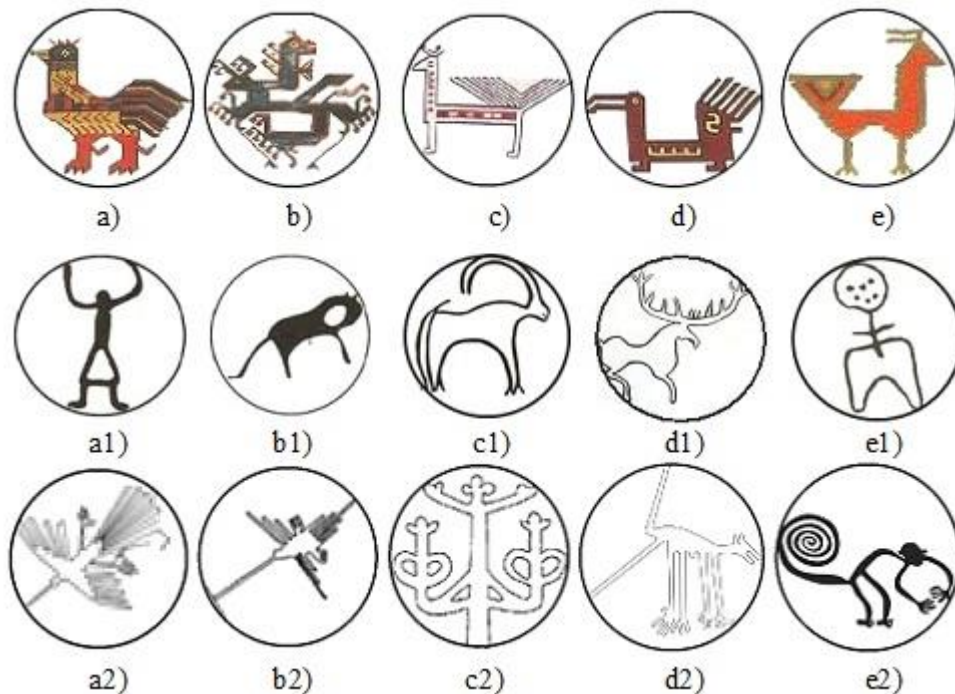 a) b) c) d) e)
a1) b1) c1) d1) e1)
a2) b2) c2) d2) e2)